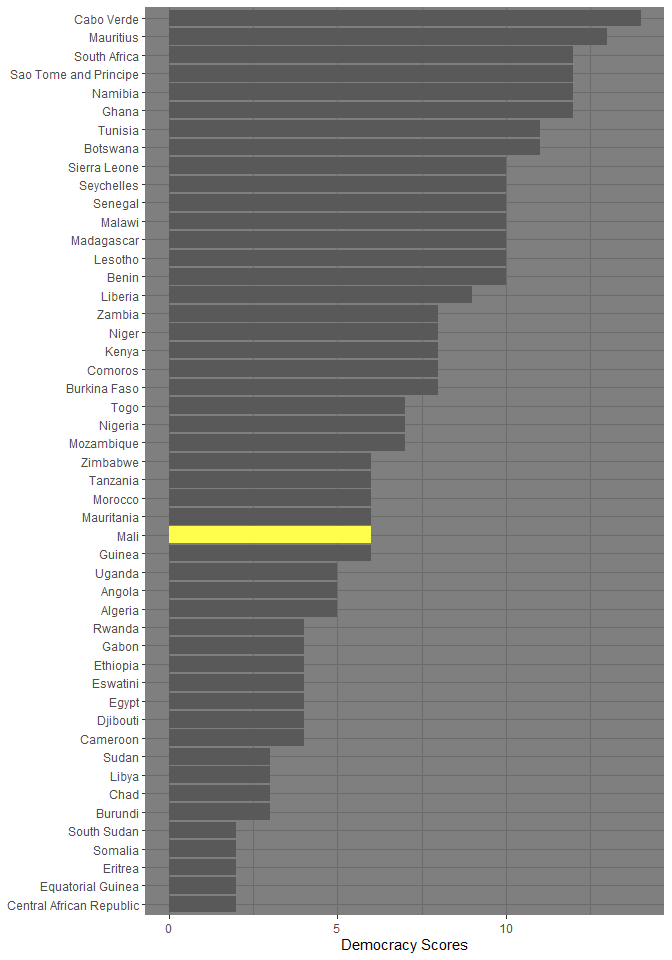 Cabo Verde
Mauritius
South Africa
Sao Tome and Principe
Namibia
Ghana
Tunisia
Botswana
Sierra Leone
Seychelles
Senegal
Malawi
Madagascar
Lesotho
Benin
Liberia
Zambia
Niger
Kenya
Comoros
Burkina Faso
Togo
Nigeria
Mozambique
Zimbabwe
Tanzania
Morocco
Mauritania
Mali
Guinea
Uganda
Angola
Algeria
Rwanda
Gabon
Ethiopia
Eswatini
Egypt
Djibouti
Cameroon
Sudan
Libya
Chad
Burundi
South Sudan
Somalia
Eritrea
Equatorial Guinea
Central African Republic
0 5 10
Democracy Scores